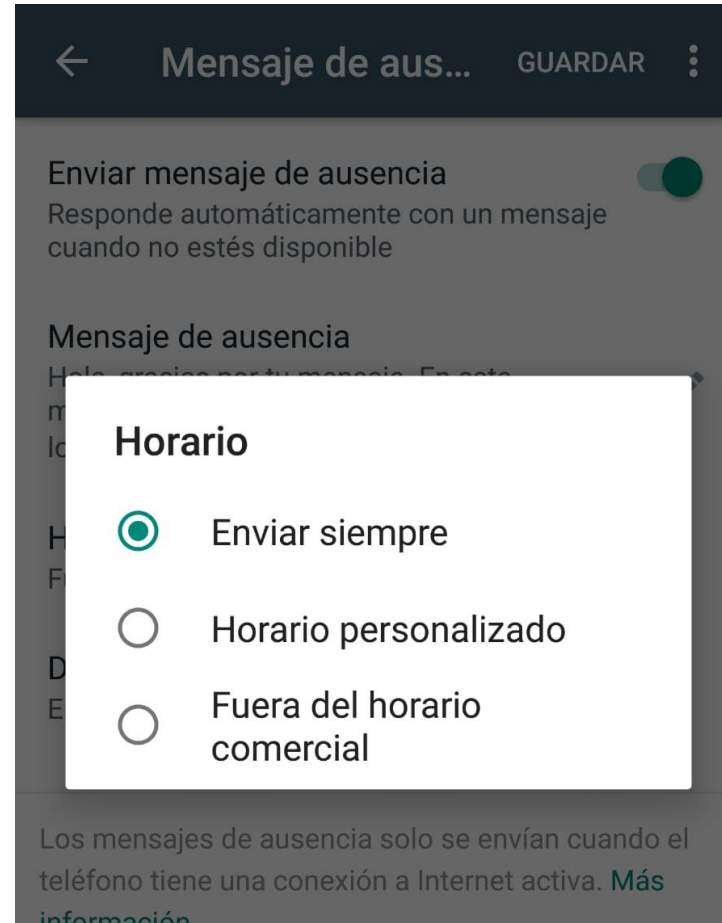 Mensaje de aus... GUARDAR
Enviar mensaje de ausencia
Responde automáticamente con un mensaje
cuando no estés disponible
Mensaje de ausencia
Horario
Enviar siempre
Horario personalizado
Fuera del horario
comercial
Los mensajes de ausencia solo se envían cuando el
teléfono tiene una conexión a Internet activa. Más
información